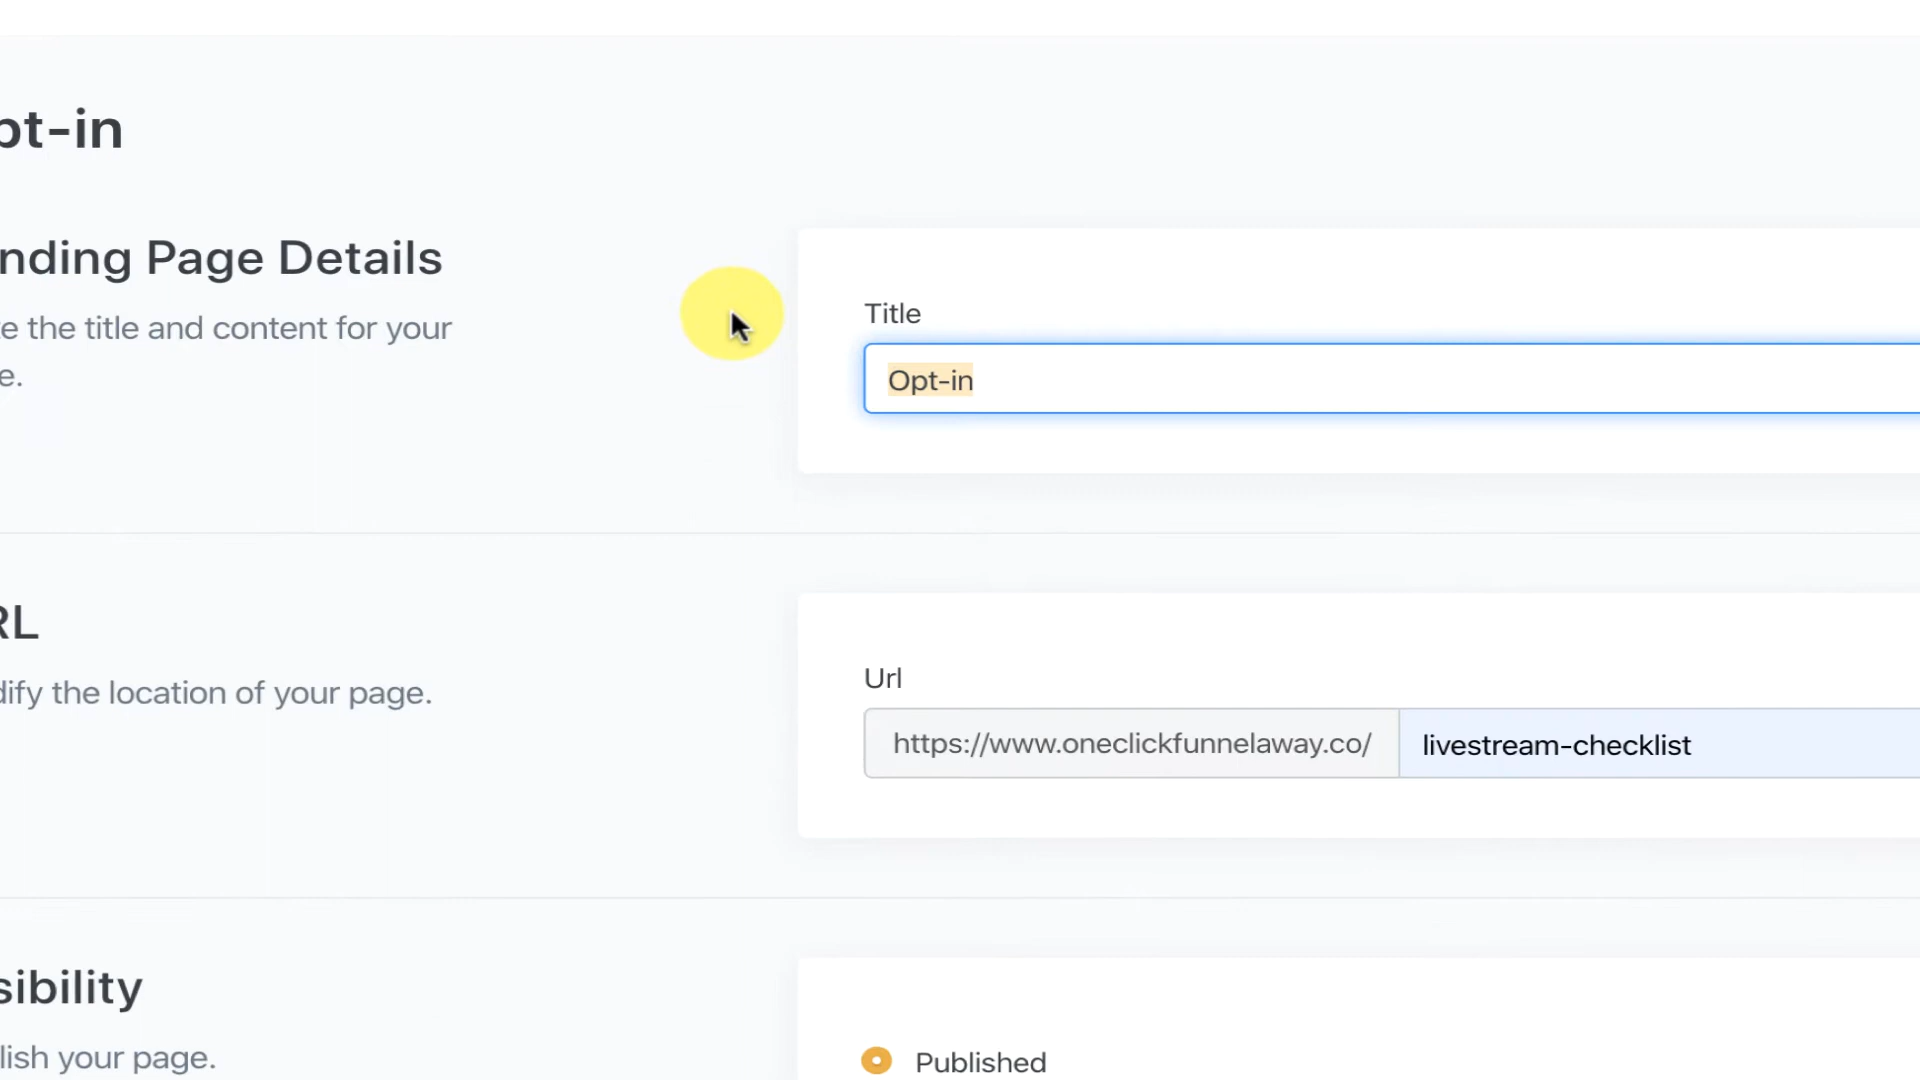 pt-in
nding Page Details
e the title and content for your
e.
Title
Opt-in
RL
dify the location of your page.
Url
https://www.oneclickfunnelaway.co/ livestream-checklist
sibility
lish your page.
Published